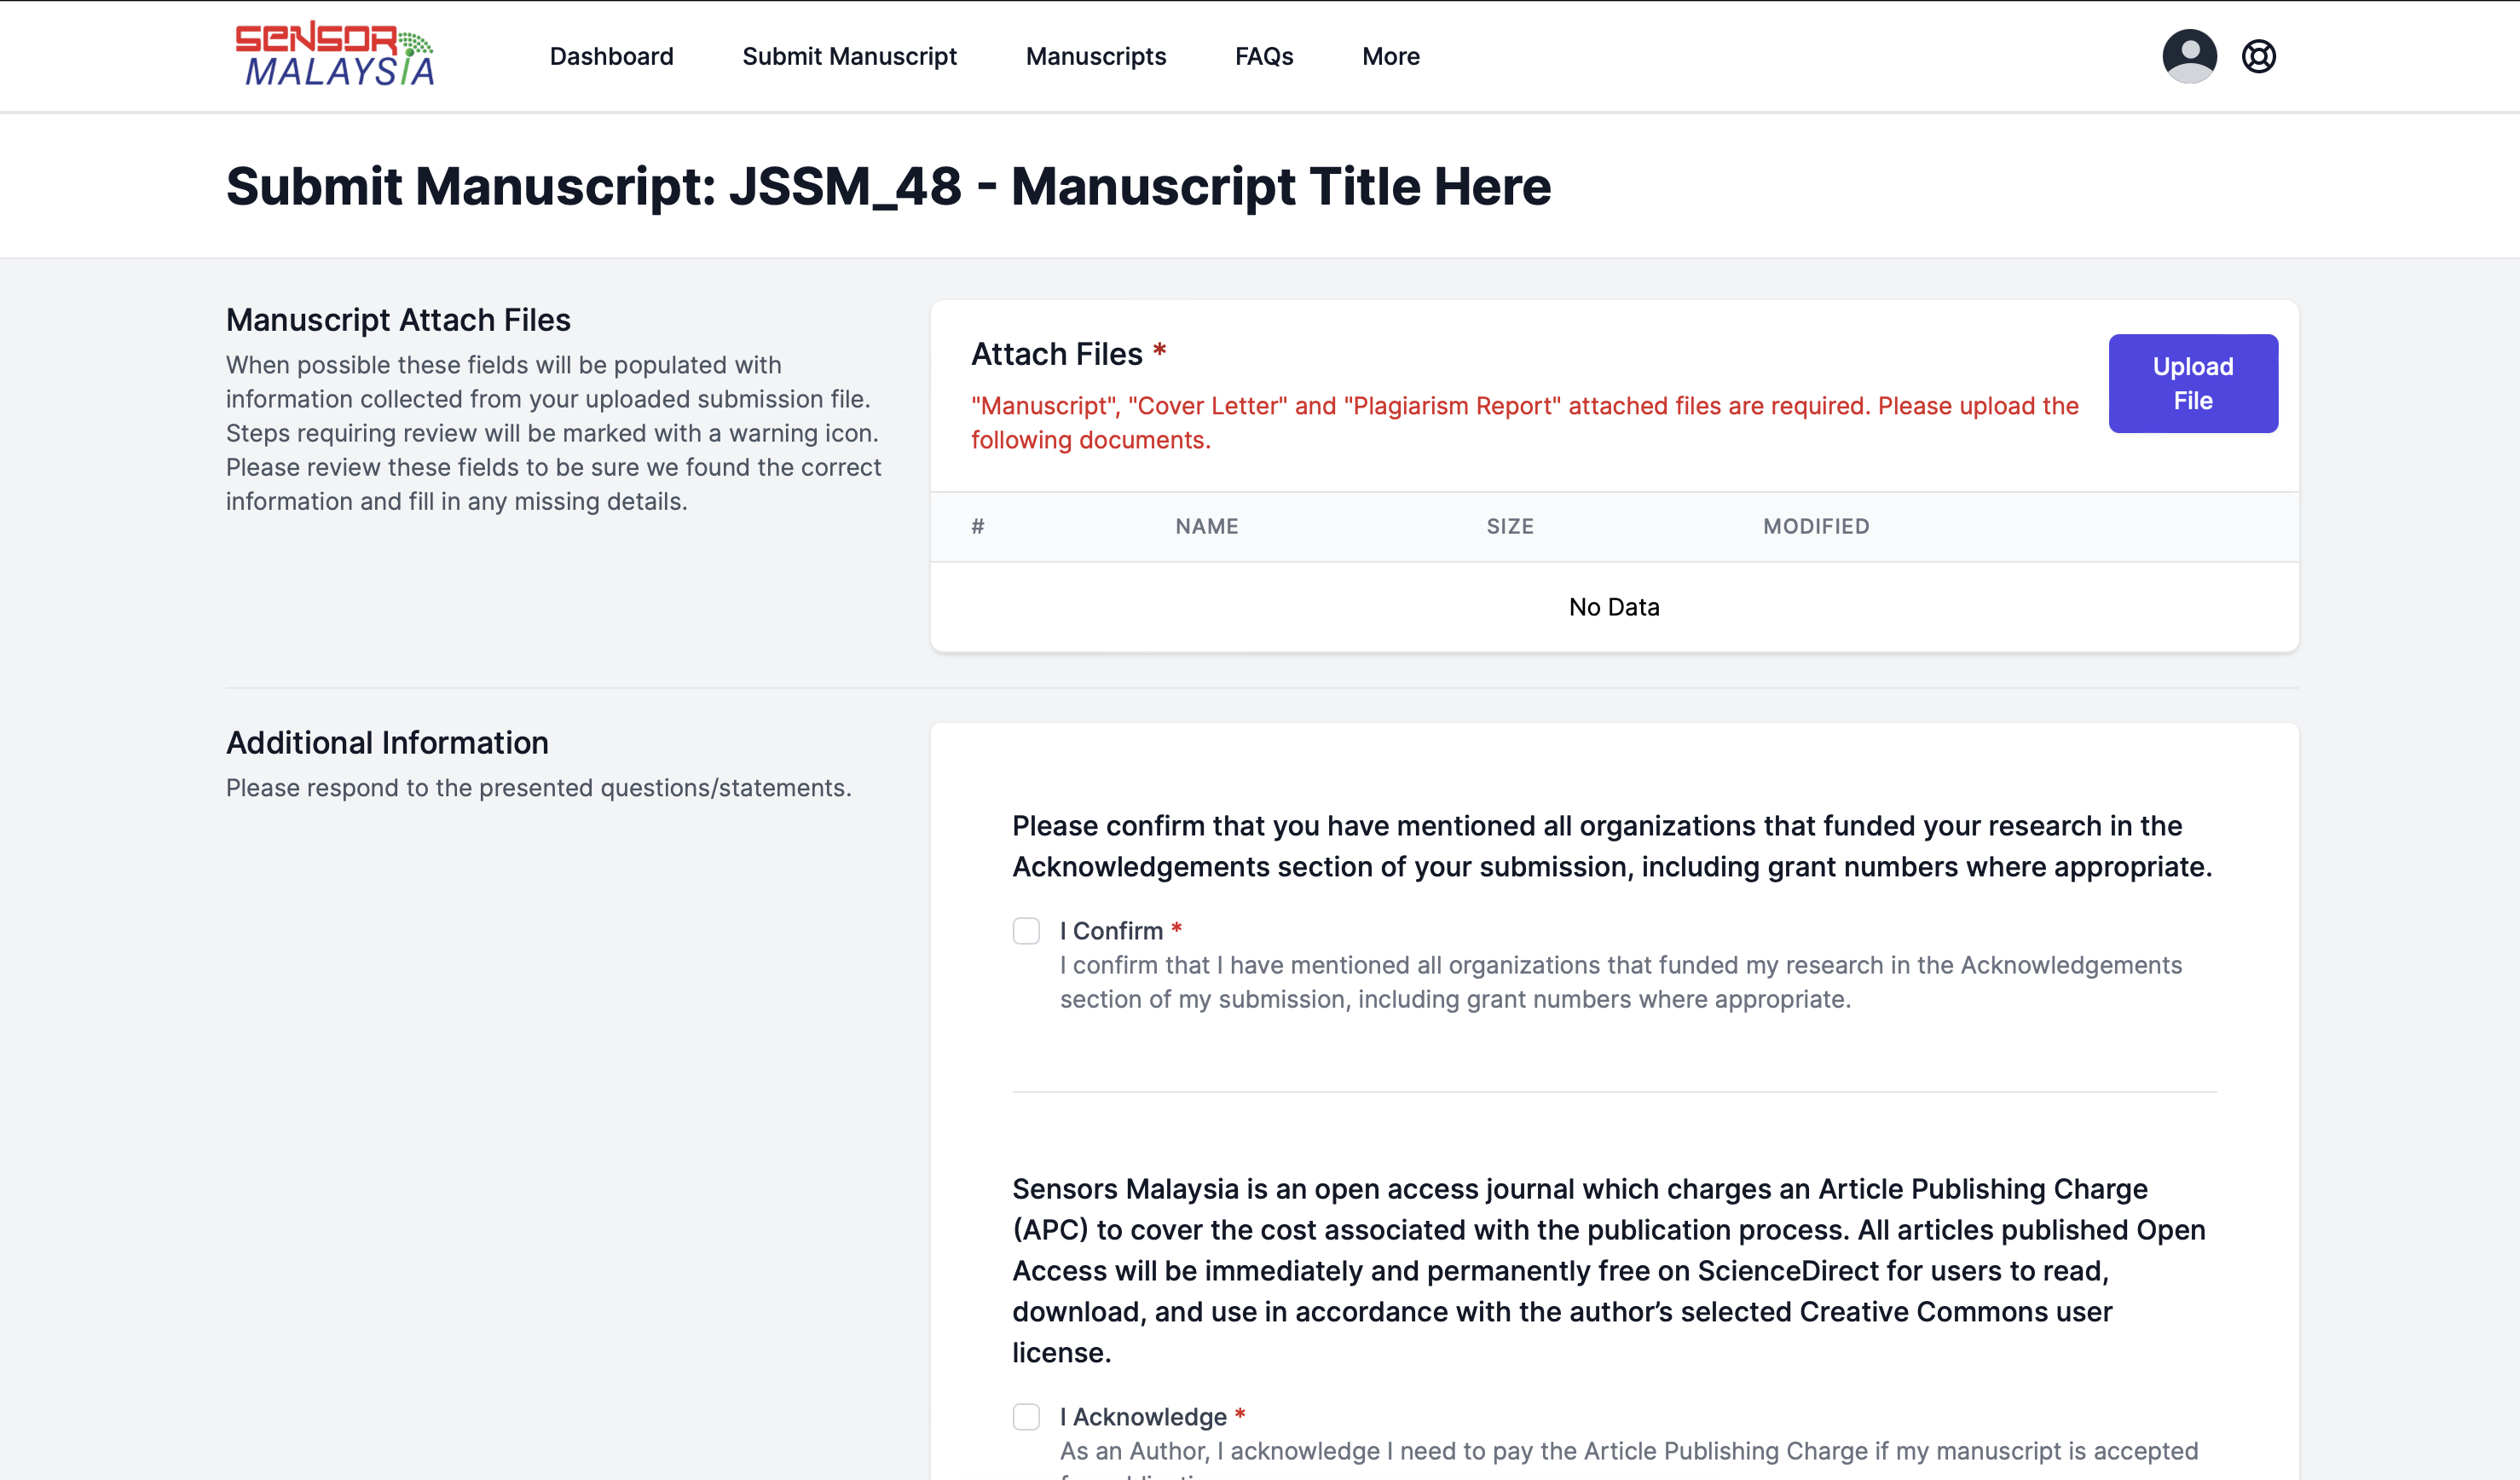 SENSOR
MALAYSIA
Dashboard
Submit Manuscript
Manuscripts
FAQs
More
Submit Manuscript: JSSM_48 - Manuscript Title Here
Manuscript Attach Files
When possible these fields will be populated with
information collected from your uploaded submission file.
Steps requiring review will be marked with a warning icon.
Please review these fields to be sure we found the correct
information and fill in any missing details.
Attach Files *
"Manuscript", "Cover Letter" and "Plagiarism Report" attached files are required. Please upload the
following documents.
Upload
File
#
NAME
SIZE
MODIFIED
No Data
Additional Information
Please respond to the presented questions/statements.
Please confirm that you have mentioned all organizations that funded your research in the
Acknowledgements section of your submission, including grant numbers where appropriate.
I Confirm *
I confirm that I have mentioned all organizations that funded my research in the Acknowledgements
section of my submission, including grant numbers where appropriate.
Sensors Malaysia is an open access journal which charges an Article Publishing Charge
(APC) to cover the cost associated with the publication process. All articles published Open
Access will be immediately and permanently free on ScienceDirect for users to read,
download, and use in accordance with the author’s selected Creative Commons user
license.
I Acknowledge *
As an Author, I acknowledge I need to pay the Article Publishing Charge if my manuscript is accepted